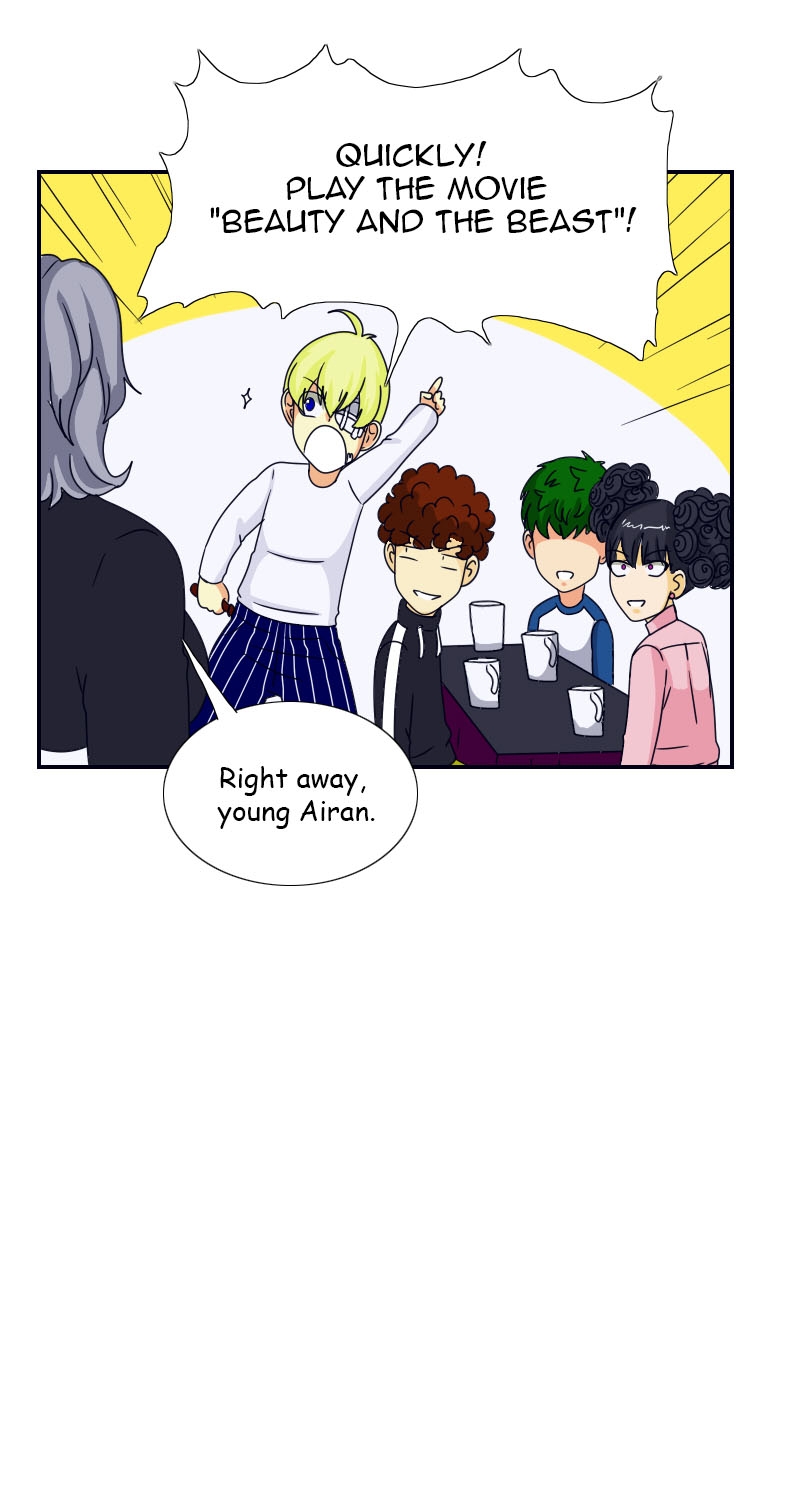 QUICKLY!
PLAY THE MOVIE
"BEAUTY AND THE BEAST"!
Right away,
young Airan.